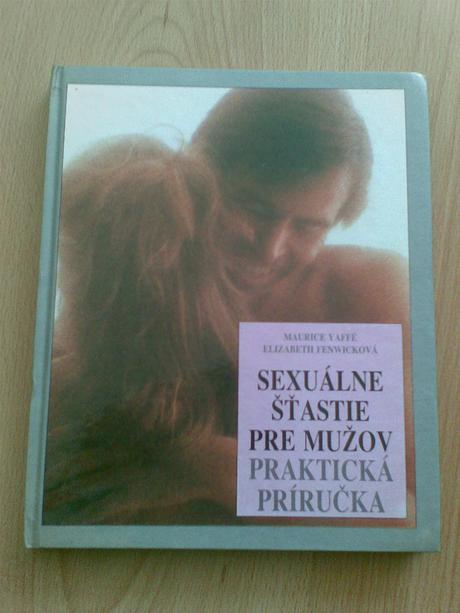 MAURICE YAFFÉ
ELIZABETH FENWICKOVÁ
SEXUÁLNE
ŠŤASTIE
PRE MUŽOV
PRAKTICKÁ
PRÍRUČKA